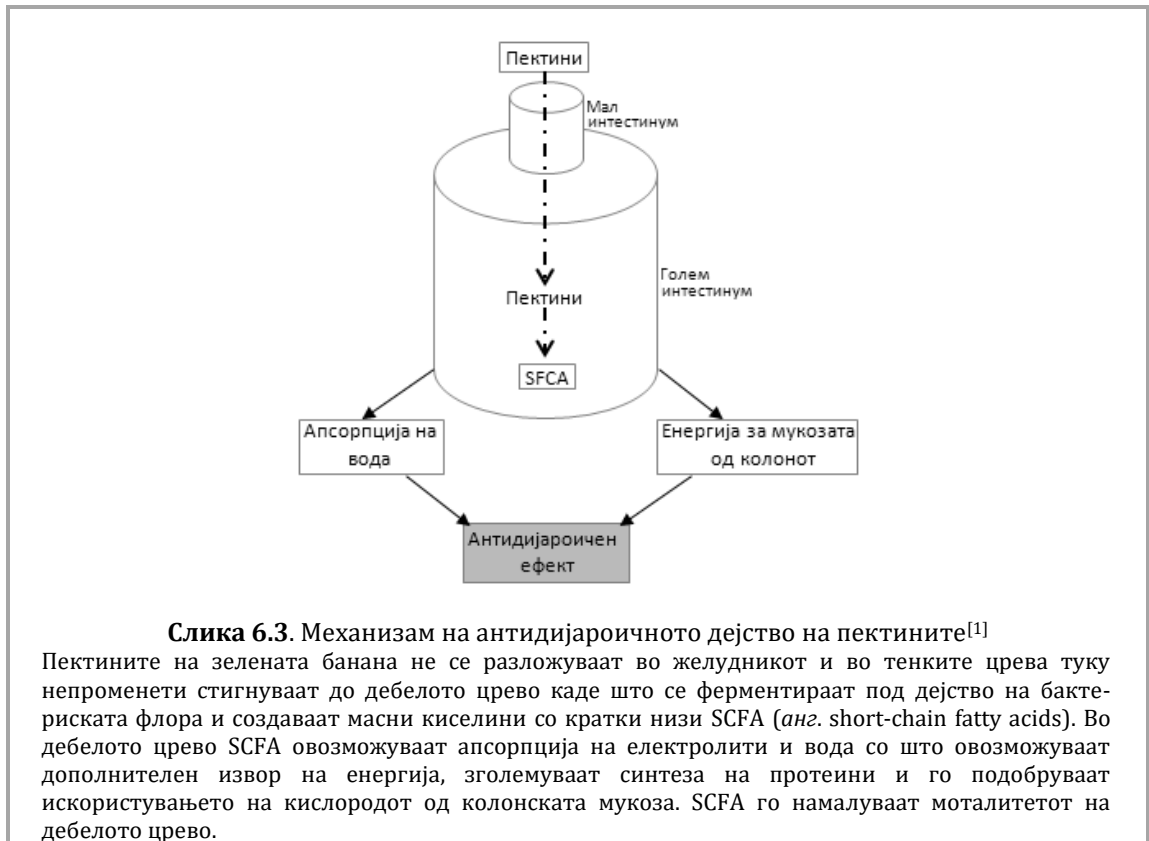 Пектини
Мал
интестинум
Голем
интестинум
Пектини
SFCA
Апсорпција на
вода
Енергија за мукозата
од колонот
Антидијароичен
ефект
Слика 6.3. Механизам на антидијароичното дејство на пектините[1]
Пектините на зелената банана не се разложуваат во желудникот и во тенките црева туку
непроменети стигнуваат до дебелото црево каде што се ферментираат под дејство на бакте-
риската флора и создаваат масни киселини со кратки низи SCFA (анг. short-chain fatty acids). Во
дебелото црево SCFA овозможуваат апсорпција на електролити и вода со што овозможуваат
дополнителен извор на енергија, зголемуваат синтеза на протеини и го подобруваат
искористувањето на кислородот од колонската мукоза. SCFA го намалуваат моталитетот на
дебелото црево.